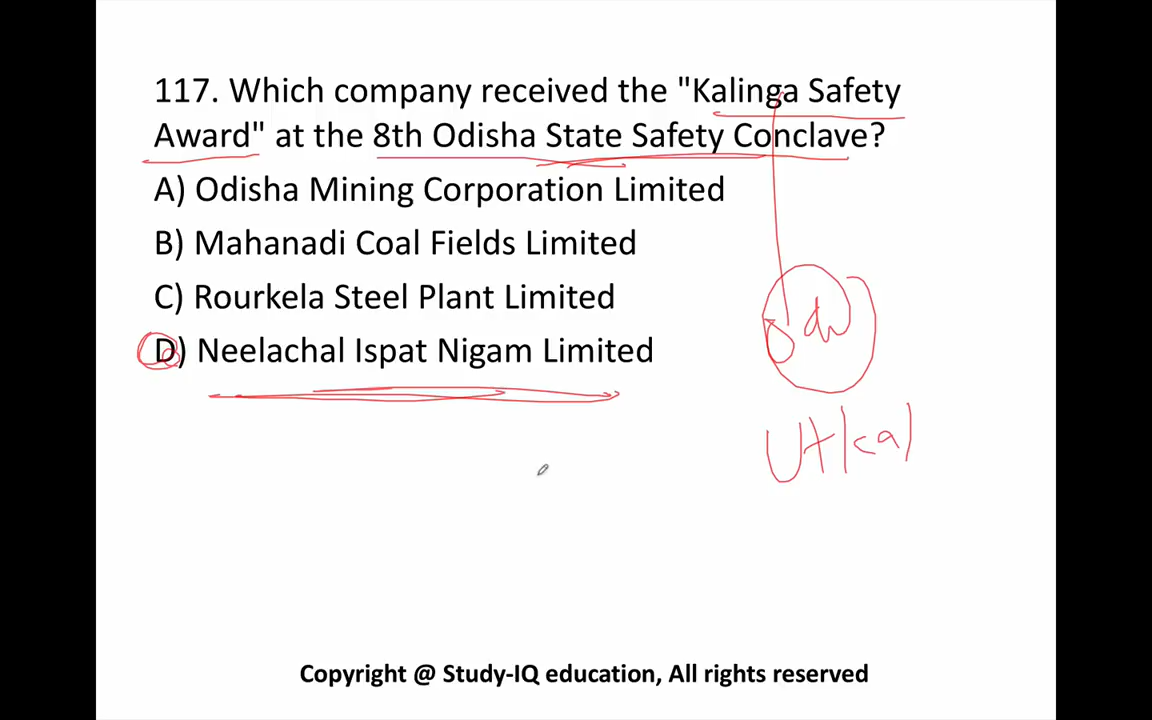 117. Which company received the "Kalinga Safety
Award" at the 8th Odisha State Safety Conclave?
A) Odisha Mining Corporation Limited
B) Mahanadi Coal Fields Limited
C) Rourkela Steel Plant Limited
D) Neelachal Ispat Nigam Limited
Utkal
Copyright @ Study-IQ education, All rights reserved